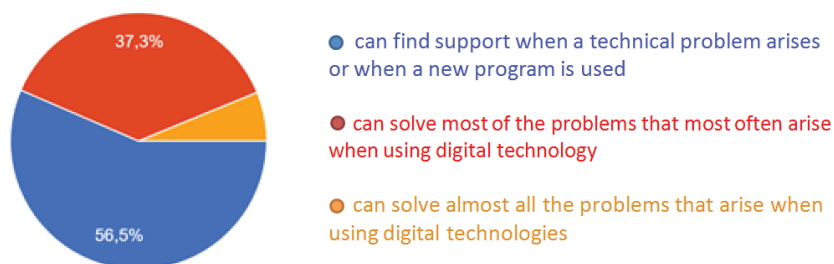 37,3%
56,5%
can find support when a technical problem arises
or when a new program is used
can solve most of the problems that most often arise
when using digital technology
can solve almost all the problems that arise when
using digital technologies